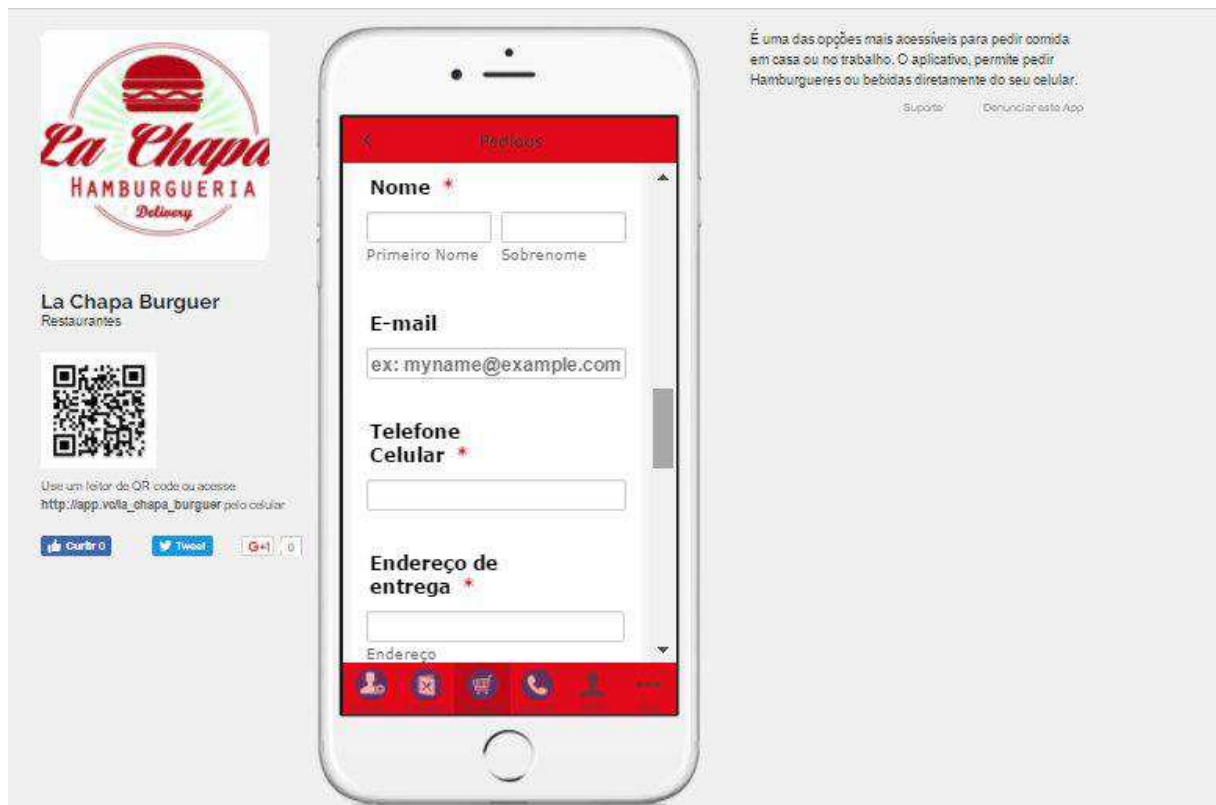 La Chapa
HAMBURGUERIA
Delivery
La Chapa Burguer
Restaurantes
Use um leitor de QR code ou acesse
http://app.vc/la_chapa_burguer pelo celular
Curtir 0
Tweet
G+1 0
Pedidos
Nome *
Primeiro Nome Sobrenome
E-mail
ex: myname@example.com
Telefone
Celular *
Endereço de
entrega *
Endereço
É uma das opções mais acessíveis para pedir comida
em casa ou no trabalho. O aplicativo, permite pedir
Hamburgueres ou bebidas diretamente do seu celular.
Suporte Denunciar este App